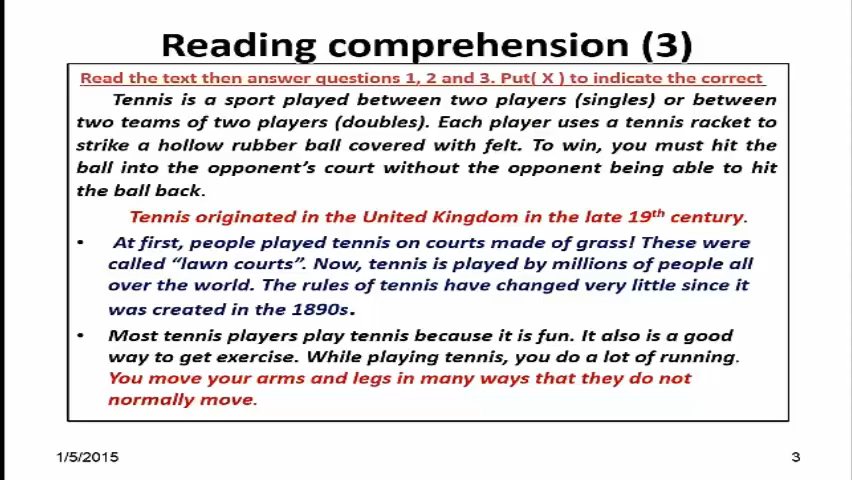 Reading comprehension (3)
Read the text then answer questions 1, 2 and 3. Put( X ) to indicate the correct
Tennis is a sport played between two players (singles) or between
two teams of two players (doubles). Each player uses a tennis racket to
strike a hollow rubber ball covered with felt. To win, you must hit the
ball into the opponent's court without the opponent being able to hit
the ball back.
Tennis originated in the United Kingdom in the late 19th century.
• At first, people played tennis on courts made of grass! These were
called “lawn courts”. Now, tennis is played by millions of people all
over the world. The rules of tennis have changed very little since it
was created in the 1890s.
• Most tennis players play tennis because it is fun. It also is a good
way to get exercise. While playing tennis, you do a lot of running.
You move your arms and legs in many ways that they do not
normally move.
1/5/2015
3